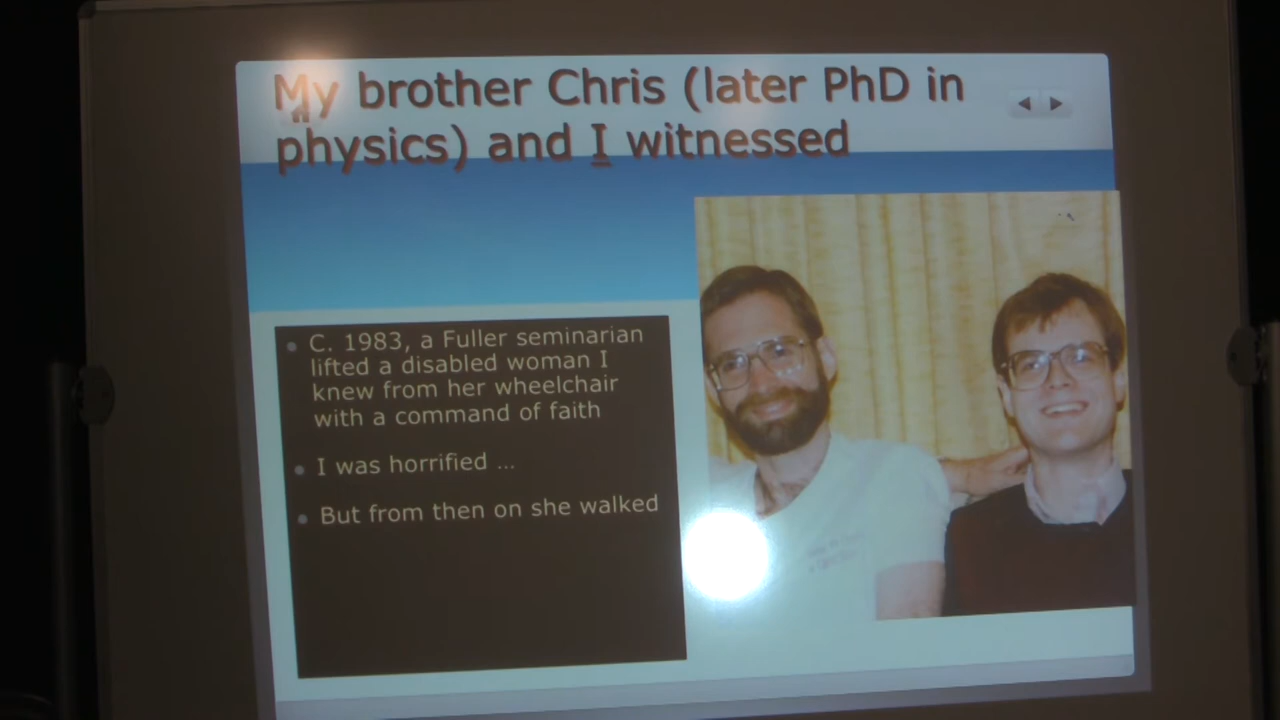 My brother Chris (later PhD in
physics) and I witnessed
C. 1983, a Fuller seminarian
lifted a disabled woman I
knew from her wheelchair
with a command of faith
I was horrified ...
But from then on she walked